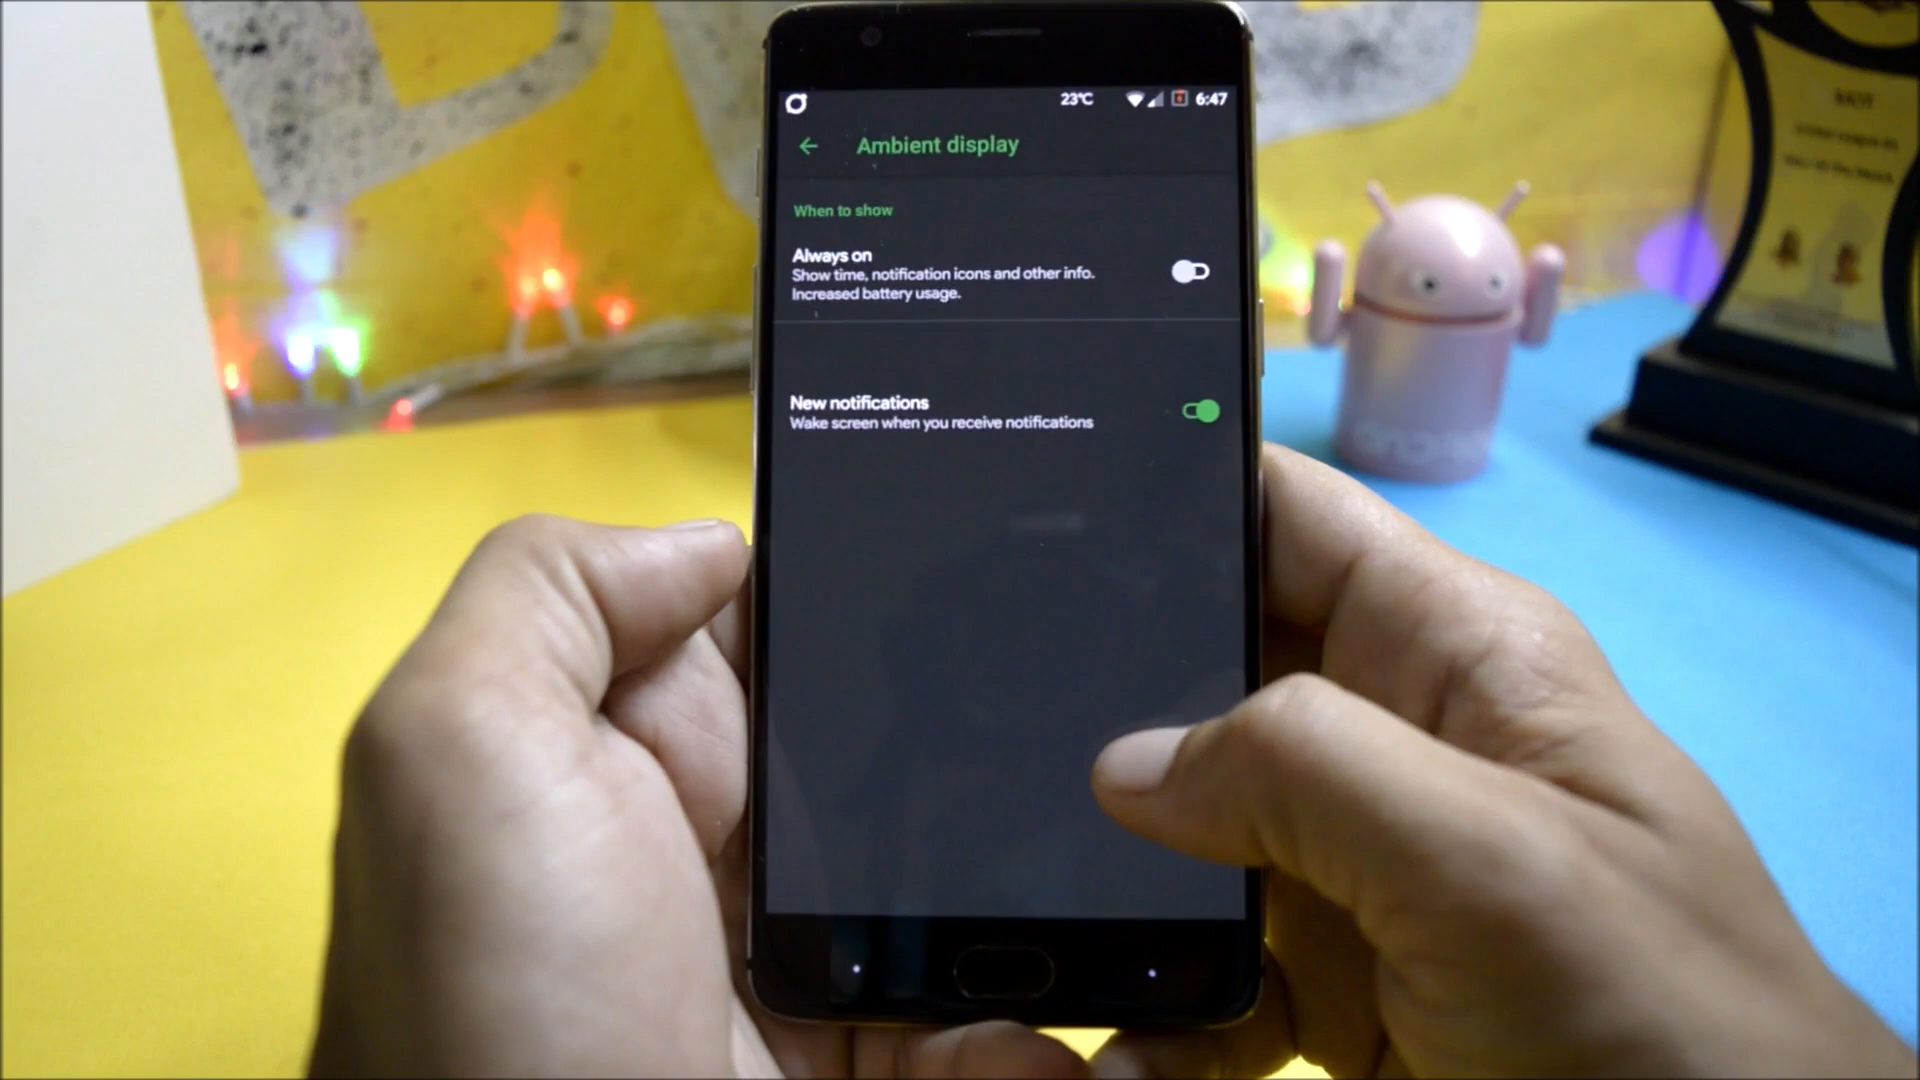 23°C 6:47
Ambient display
When to show
Always on
Show time, notification icons and other info.
Increased battery usage.
New notifications
Wake screen when you receive notifications